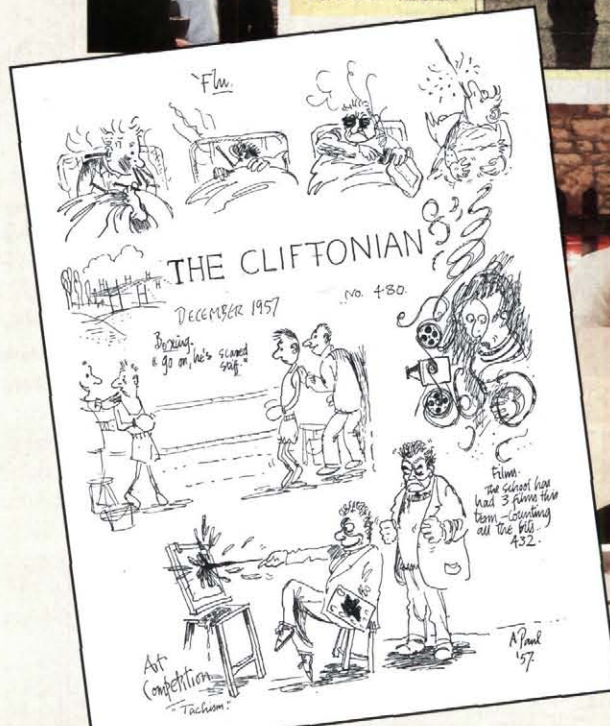 'Flu.
THE CLIFTONIAN
DECEMBER 1957
No. 480.
Boxing.
"go on, he's scared
stiff."
Films.
The school has
had 3 films this
term - counting
all the bits
432.
Art
Competition
"Tachism."
A Paul
'57.